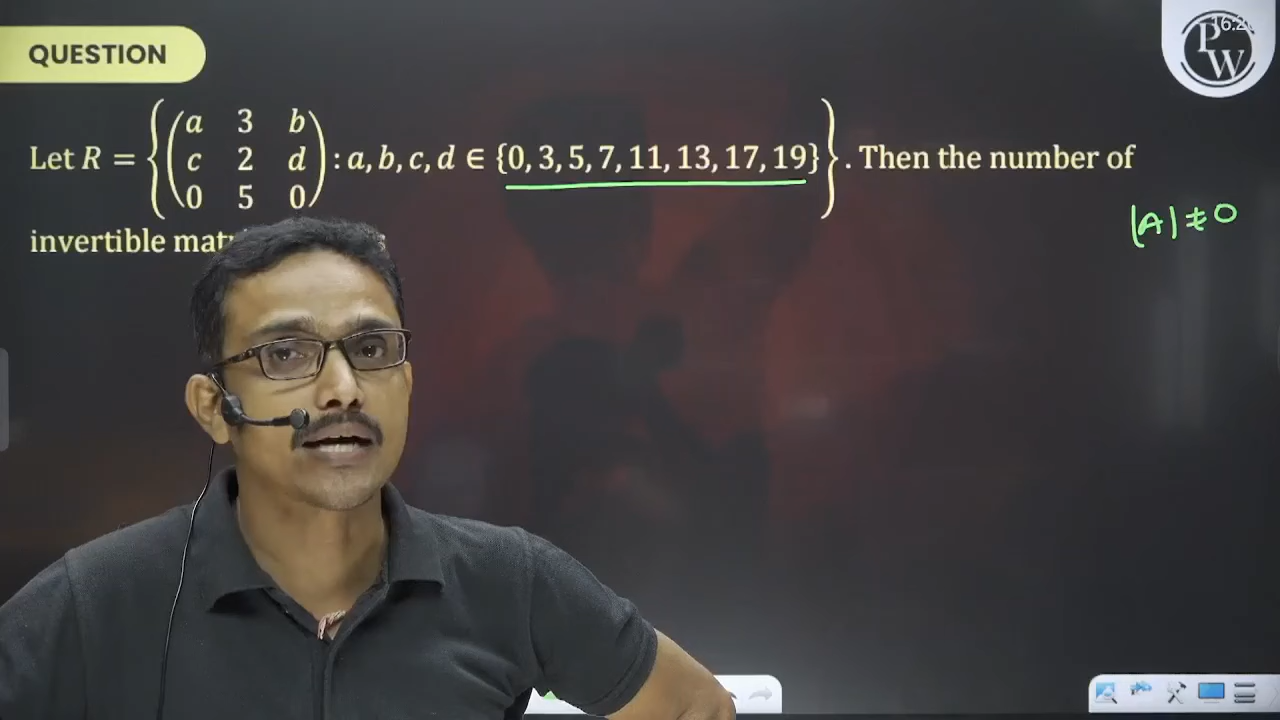 QUESTION
16:2
PW
Let R = {(a 3 b
c 2 d
0 5 0) : a, b, c, d ∈ {0, 3, 5, 7, 11, 13, 17, 19}}. Then the number of
invertible
|A| ≠ 0